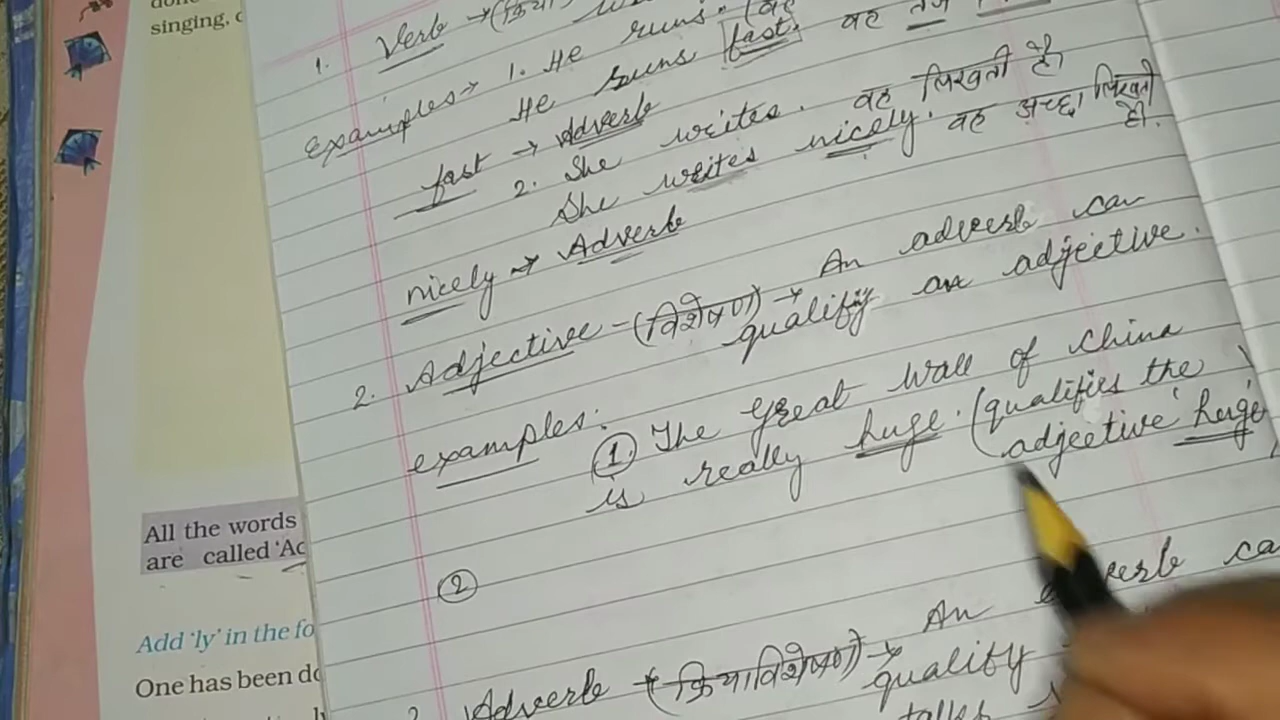 singing,
1. Verb → (क्रिया)
examples → 1. He runs. (वह
He runs fast. वह तेज
fast → Adverb
2. She writes. वह लिखती है।
She writes nicely. वह अच्छा लिखती है।
nicely → Adverb
2. Adjective - (विशेषण) → An adverb can
qualify an adjective.
examples:
① The great wall of China
is really huge. (qualifies the
adjective 'huge'
②
Adverb → (क्रियाविशेषण) → An
qualify
All the words
are called 'Ad
Add 'ly' in the fo
One has been do